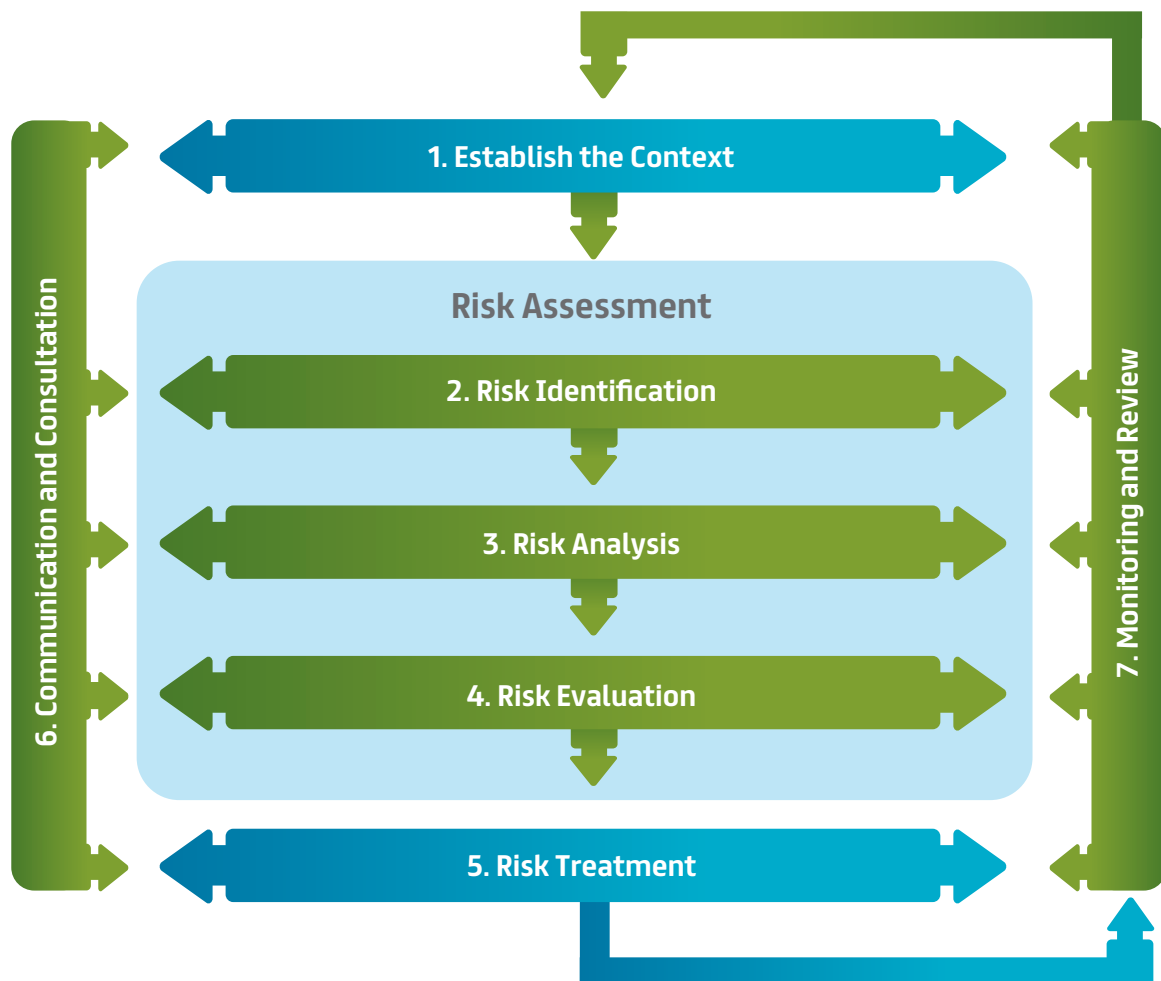 1. Establish the Context
Risk Assessment
2. Risk Identification
3. Risk Analysis
4. Risk Evaluation
5. Risk Treatment
6. Communication and Consultation
7. Monitoring and Review